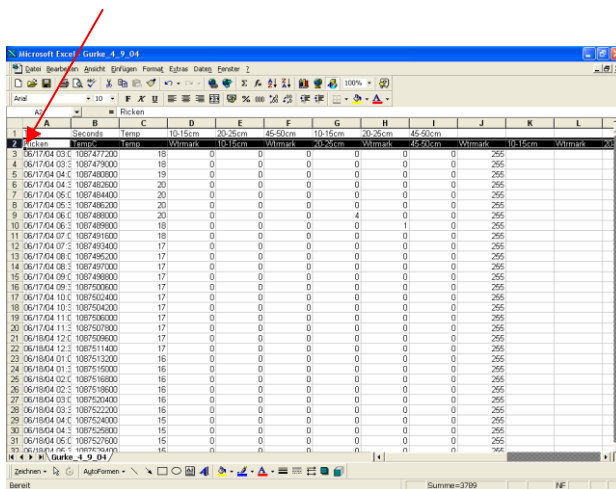 Microsoft Excel - Gurke_4_9_04
Datei Bearbeiten Ansicht Einfügen Format Extras Daten Fenster ?
100%
Arial 10 F K U
A2 = Ricken
A B C D E F G H I J K L
1 Seconds Temp 10-15cm 20-25cm 45-50cm 10-15cm 20-25cm 45-50cm
2 Ricken TempC Temp Wtrmark 10-15cm Wtrmark 20-25cm Wtrmark 45-50cm Wtrmark 10-15cm Wtrmark 20-
3 06/17/04 03:0 1087477200 18 0 0 0 0 0 0 255
4 06/17/04 03:3 1087479000 18 0 0 0 0 0 0 255
5 06/17/04 04:0 1087480800 19 0 0 0 0 0 0 255
6 06/17/04 04:3 1087482600 20 0 0 0 0 0 0 255
7 06/17/04 05:0 1087484400 20 0 0 0 0 0 0 255
8 06/17/04 05:3 1087486200 20 0 0 0 0 0 0 255
9 06/17/04 06:0 1087488000 20 0 0 0 4 0 0 255
10 06/17/04 06:3 1087489800 18 0 0 0 0 1 0 255
11 06/17/04 07:0 1087491600 18 0 0 0 0 0 0 255
12 06/17/04 07:3 1087493400 17 0 0 0 0 0 0 255
13 06/17/04 08:0 1087495200 17 0 0 0 0 0 0 255
14 06/17/04 08:3 1087497000 17 0 0 0 0 0 0 255
15 06/17/04 09:0 1087498800 17 0 0 0 0 0 0 255
16 06/17/04 09:3 1087500600 17 0 0 0 0 0 0 255
17 06/17/04 10:0 1087502400 17 0 0 0 0 0 0 255
18 06/17/04 10:3 1087504200 17 0 0 0 0 0 0 255
19 06/17/04 11:0 1087506000 17 0 0 0 0 0 0 255
20 06/17/04 11:3 1087507800 17 0 0 0 0 0 0 255
21 06/18/04 12:0 1087509600 17 0 0 0 0 0 0 255
22 06/18/04 12:3 1087511400 17 0 0 0 0 0 0 255
23 06/18/04 01:0 1087513200 16 0 0 0 0 0 0 255
24 06/18/04 01:3 1087515000 16 0 0 0 0 0 0 255
25 06/18/04 02:0 1087516800 16 0 0 0 0 0 0 255
26 06/18/04 02:3 1087518600 16 0 0 0 0 0 0 255
27 06/18/04 03:0 1087520400 16 0 0 0 0 0 0 255
28 06/18/04 03:3 1087522200 16 0 0 0 0 0 0 255
29 06/18/04 04:0 1087524000 15 0 0 0 0 0 0 255
30 06/18/04 04:3 1087525800 15 0 0 0 0 0 0 255
31 06/18/04 05:0 1087527600 15 0 0 0 0 0 0 255
32 06/18/04 05:3 1087529400 15 0 0 0 0 0 0 255
Gurke_4_9_04
Zeichnen AutoFormen
Bereit Summe=3789 NF